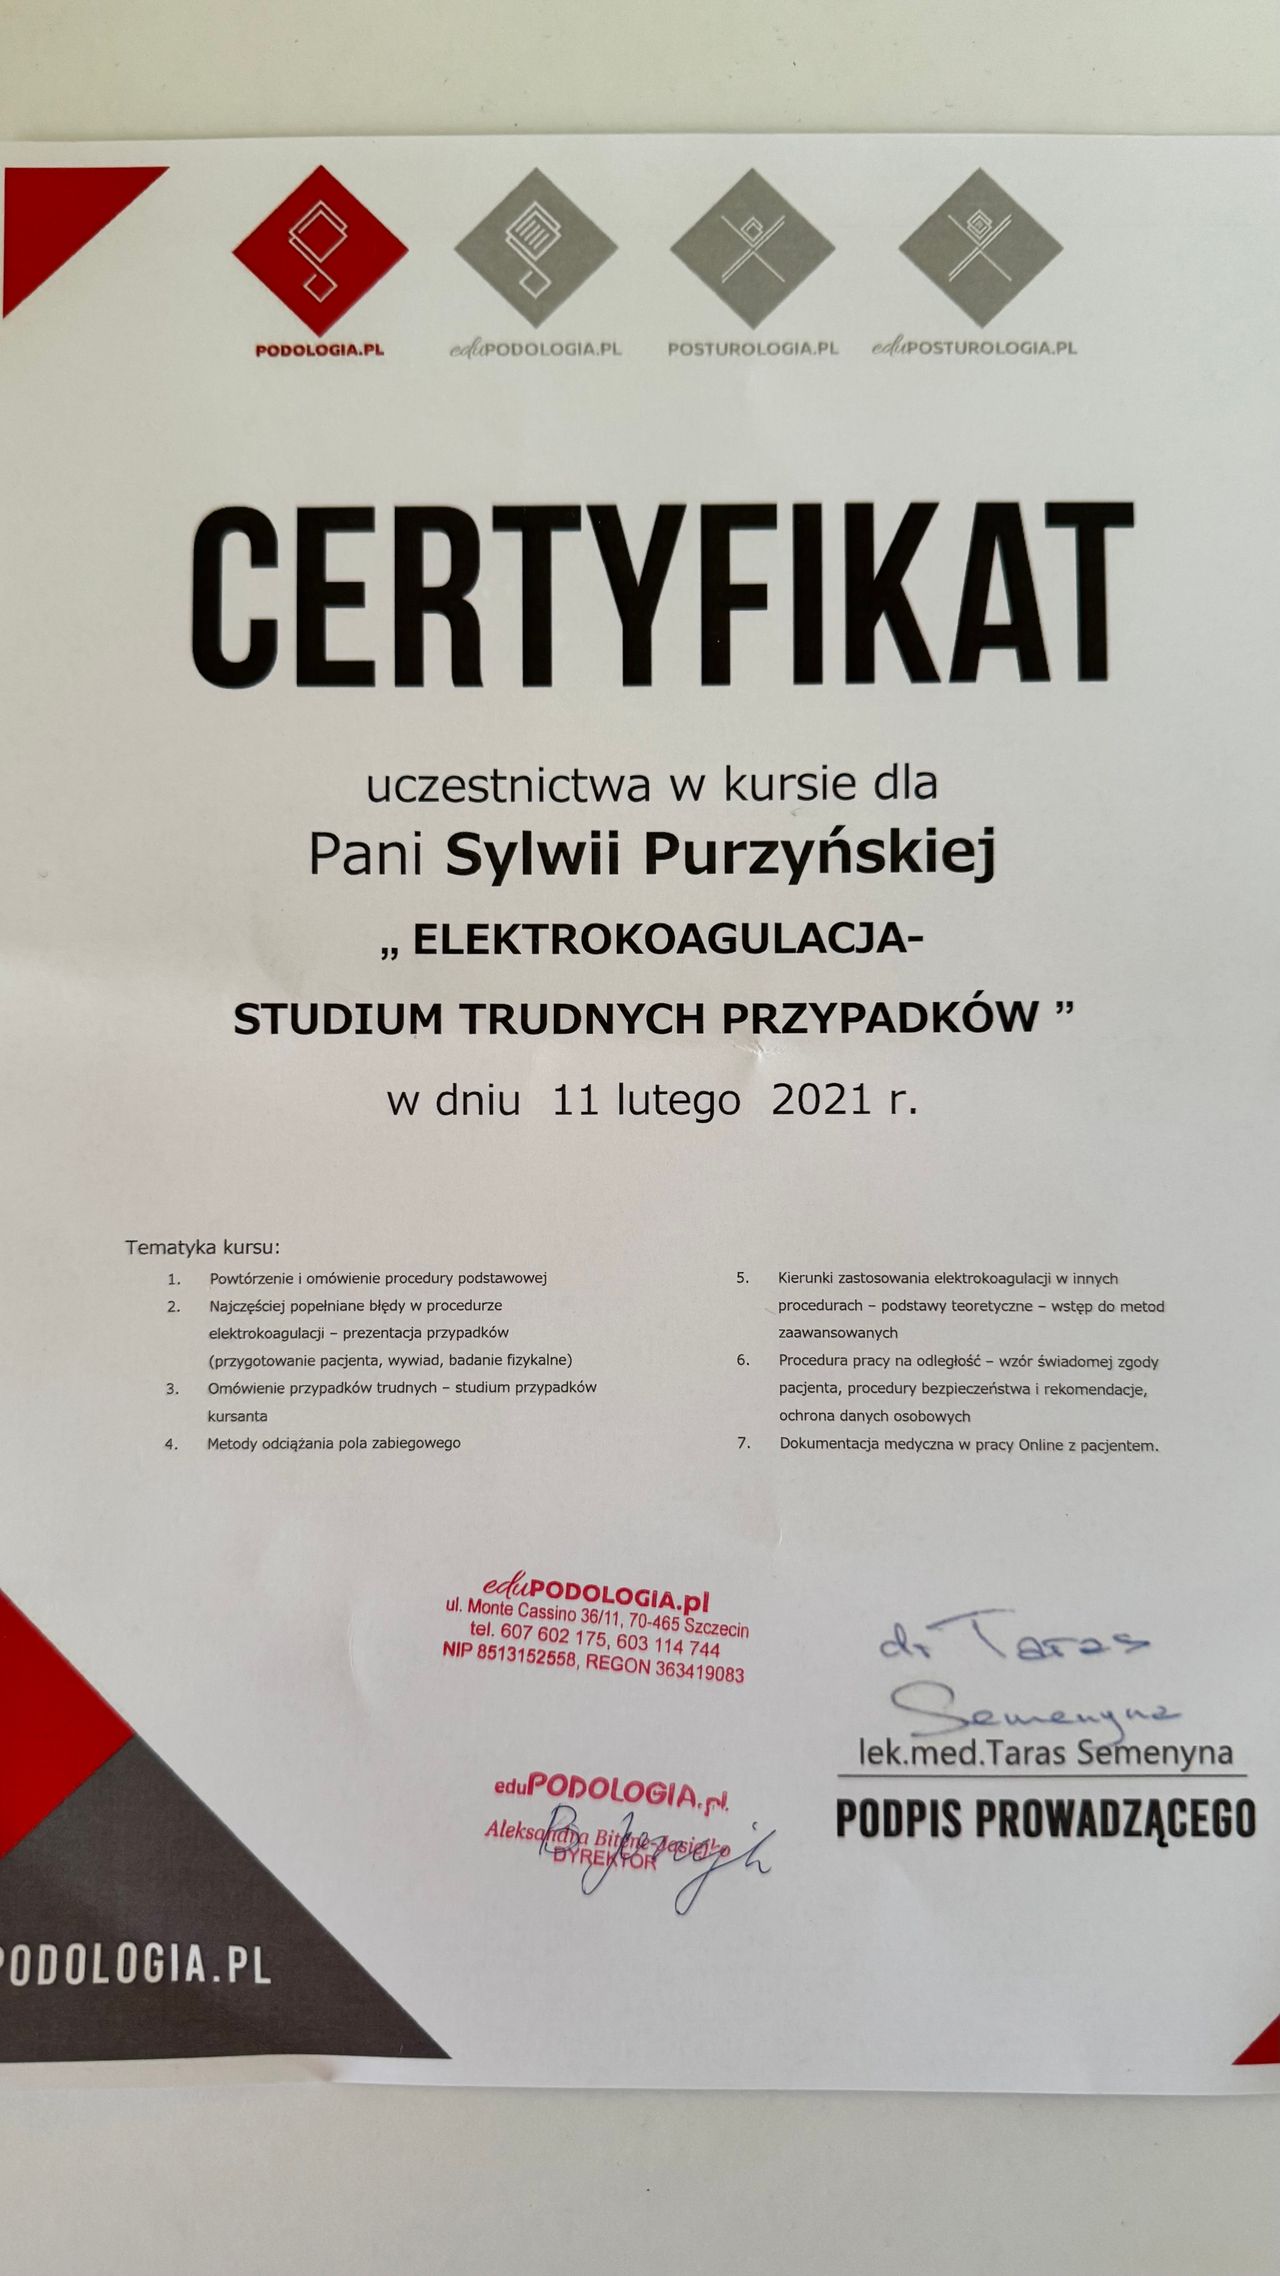 PODOLOGIA.PL
eduPODOLOGIA.PL
POSTUROLOGIA.PL
eduPOSTUROLOGIA.PL
CERTYFIKAT
uczestnictwa w kursie dla
Pani Sylwii Purzyńskiej
„ ELEKTROKOAGULACJA-
STUDIUM TRUDNYCH PRZYPADKÓW ”
w dniu 11 lutego 2021 r.
Tematyka kursu:
1. Powtórzenie i omówienie procedury podstawowej
2. Najczęściej popełniane błędy w procedurze
elektrokoagulacji – prezentacja przypadków
(przygotowanie pacjenta, wywiad, badanie fizykalne)
3. Omówienie przypadków trudnych – studium przypadków
kursanta
4. Metody odciążania pola zabiegowego
5. Kierunki zastosowania elektrokoagulacji w innych
procedurach – podstawy teoretyczne – wstęp do metod
zaawansowanych
6. Procedura pracy na odległość – wzór świadomej zgody
pacjenta, procedury bezpieczeństwa i rekomendacje,
ochrona danych osobowych
7. Dokumentacja medyczna w pracy Online z pacjentem.
eduPODOLOGIA.pl
ul. Monte Cassino 36/11, 70-465 Szczecin
tel. 607 602 175, 603 114 744
NIP 8513152558, REGON 363419083
dr Taras
Semenyna
lek.med.Taras Semenyna
PODPIS PROWADZĄCEGO
eduPODOLOGIA.pl
Aleksandra
DYREKTOR
PODOLOGIA.PL